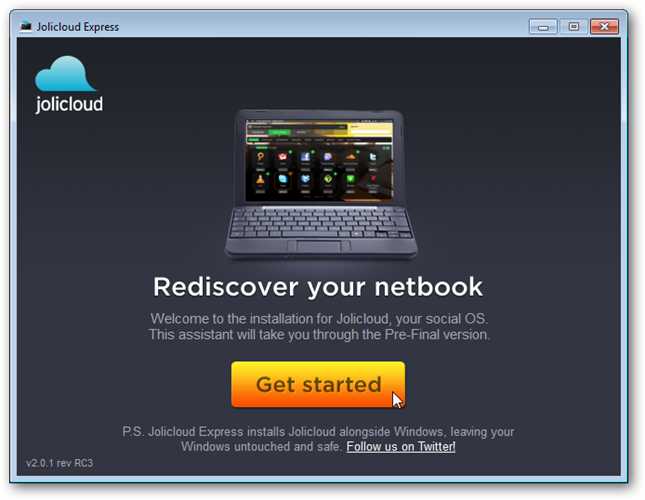 Jolicloud Express
jolicloud
Rediscover your netbook
Welcome to the installation for Jolicloud, your social OS.
This assistant will take you through the Pre-Final version.
Get started
P.S. Jolicloud Express installs Jolicloud alongside Windows, leaving your
Windows untouched and safe. Follow us on Twitter!
v2.0.1 rev RC3